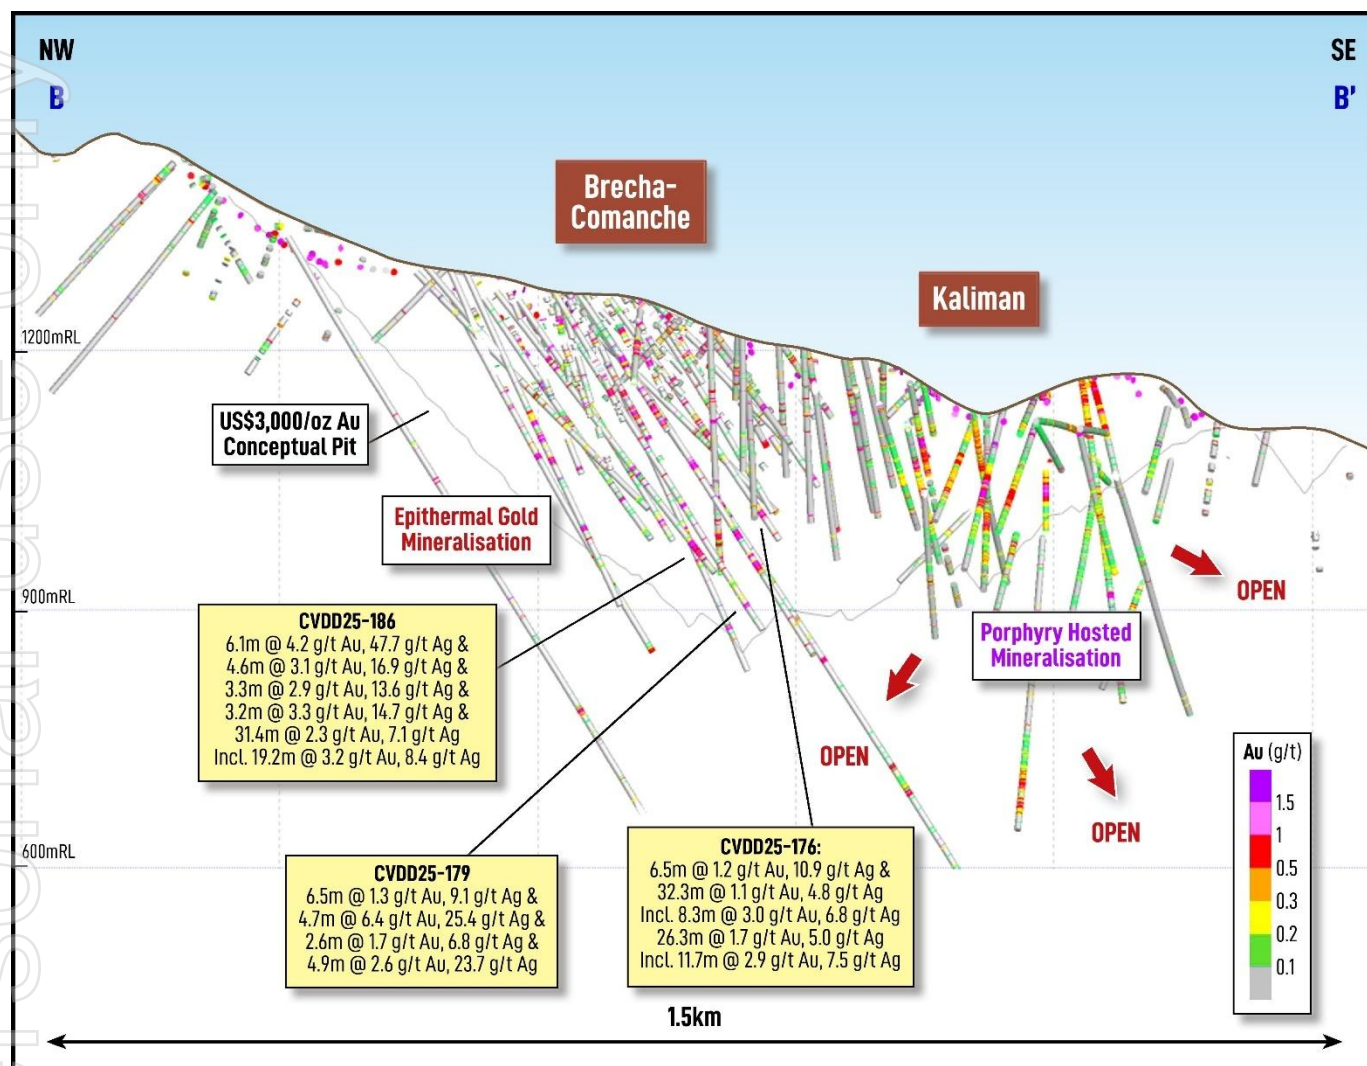 NW
SE
B
B'
Brecha-
Comanche
Kaliman
1200mRL
US$3,000/oz Au
Conceptual Pit
Epithermal Gold
Mineralisation
OPEN
900mRL
CVDD25-186
6.1m @ 4.2 g/t Au, 47.7 g/t Ag &
4.6m @ 3.1 g/t Au, 16.9 g/t Ag &
3.3m @ 2.9 g/t Au, 13.6 g/t Ag &
3.2m @ 3.3 g/t Au, 14.7 g/t Ag &
31.4m @ 2.3 g/t Au, 7.1 g/t Ag
Incl. 19.2m @ 3.2 g/t Au, 8.4 g/t Ag
Porphyry Hosted
Mineralisation
OPEN
OPEN
Au (g/t)
1.5
1
0.5
0.3
0.2
0.1
600mRL
CVDD25-179
6.5m @ 1.3 g/t Au, 9.1 g/t Ag &
4.7m @ 6.4 g/t Au, 25.4 g/t Ag &
2.6m @ 1.7 g/t Au, 6.8 g/t Ag &
4.9m @ 2.6 g/t Au, 23.7 g/t Ag
CVDD25-176:
6.5m @ 1.2 g/t Au, 10.9 g/t Ag &
32.3m @ 1.1 g/t Au, 4.8 g/t Ag
Incl. 8.3m @ 3.0 g/t Au, 6.8 g/t Ag
26.3m @ 1.7 g/t Au, 5.0 g/t Ag
Incl. 11.7m @ 2.9 g/t Au, 7.5 g/t Ag
1.5km